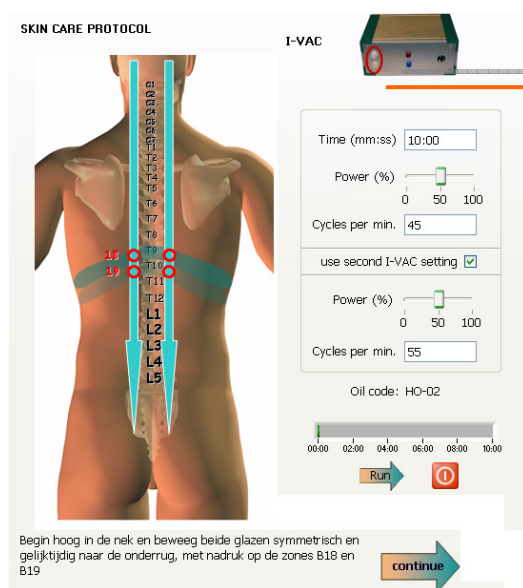 SKIN CARE PROTOCOL
I-VAC
C1
C2
C3
C4
C5
C6
C7
T1
T2
T3
T4
T5
T6
T7
T8
T9
18
T10
19
T11
T12
L1
L2
L3
L4
L5
Time (mm:ss) 10:00
Power (%)
0 50 100
Cycles per min. 45
use second I-VAC setting
Power (%)
0 50 100
Cycles per min. 55
Oil code: HO-02
00:00 02:00 04:00 06:00 08:00 10:00
Run
Begin hoog in de nek en beweeg beide glazen symmetrisch en
gelijktijdig naar de onderrug, met nadruk op de zones B18 en
B19
continue